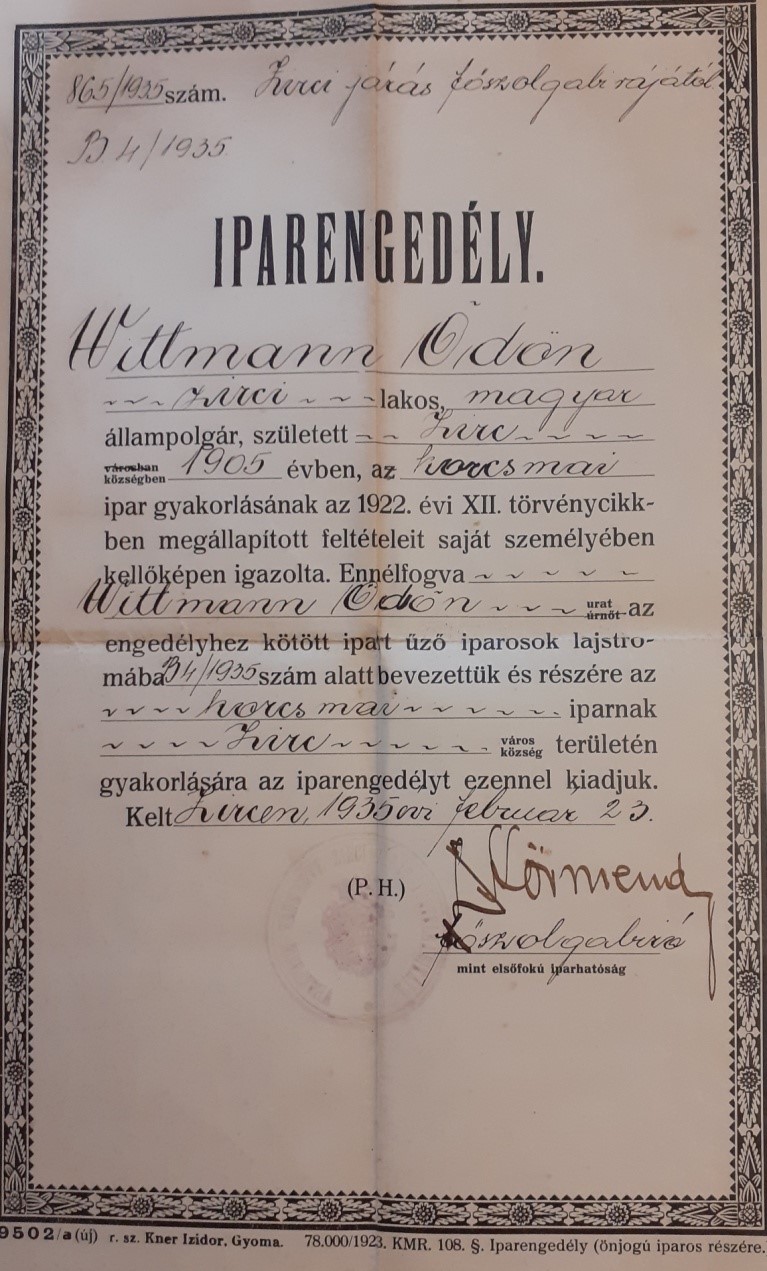 865/1935 szám. Zirci járás főszolgabirájától
B 4/1935
IPARENGEDÉLY.
Wittmann Ödön
zirci lakos, magyar
állampolgár, született Zirc
városban
községben 1905 évben, az korcsmai
ipar gyakorlásának az 1922. évi XII. törvénycikk-
ben megállapított feltételeit saját személyében
kellőképen igazolta. Ennélfogva
Wittmann Ödön urat
úrnőt az
engedélyhez kötött ipart űző iparosok lajstro-
mába B4/1935 szám alatt bevezettük és részére az
korcsmai iparnak
Zirc város
község területén
gyakorlására az iparengedélyt ezennel kiadjuk.
Kelt Zircen, 1935 évi februar 23.
(P. H.)
főszolgabiró
mint elsőfokú iparhatóság
9502/a (új) r. sz. Kner Izidor, Gyoma. 78.000/1923. KMR. 108. §. Iparengedély (önjogú iparos részére.